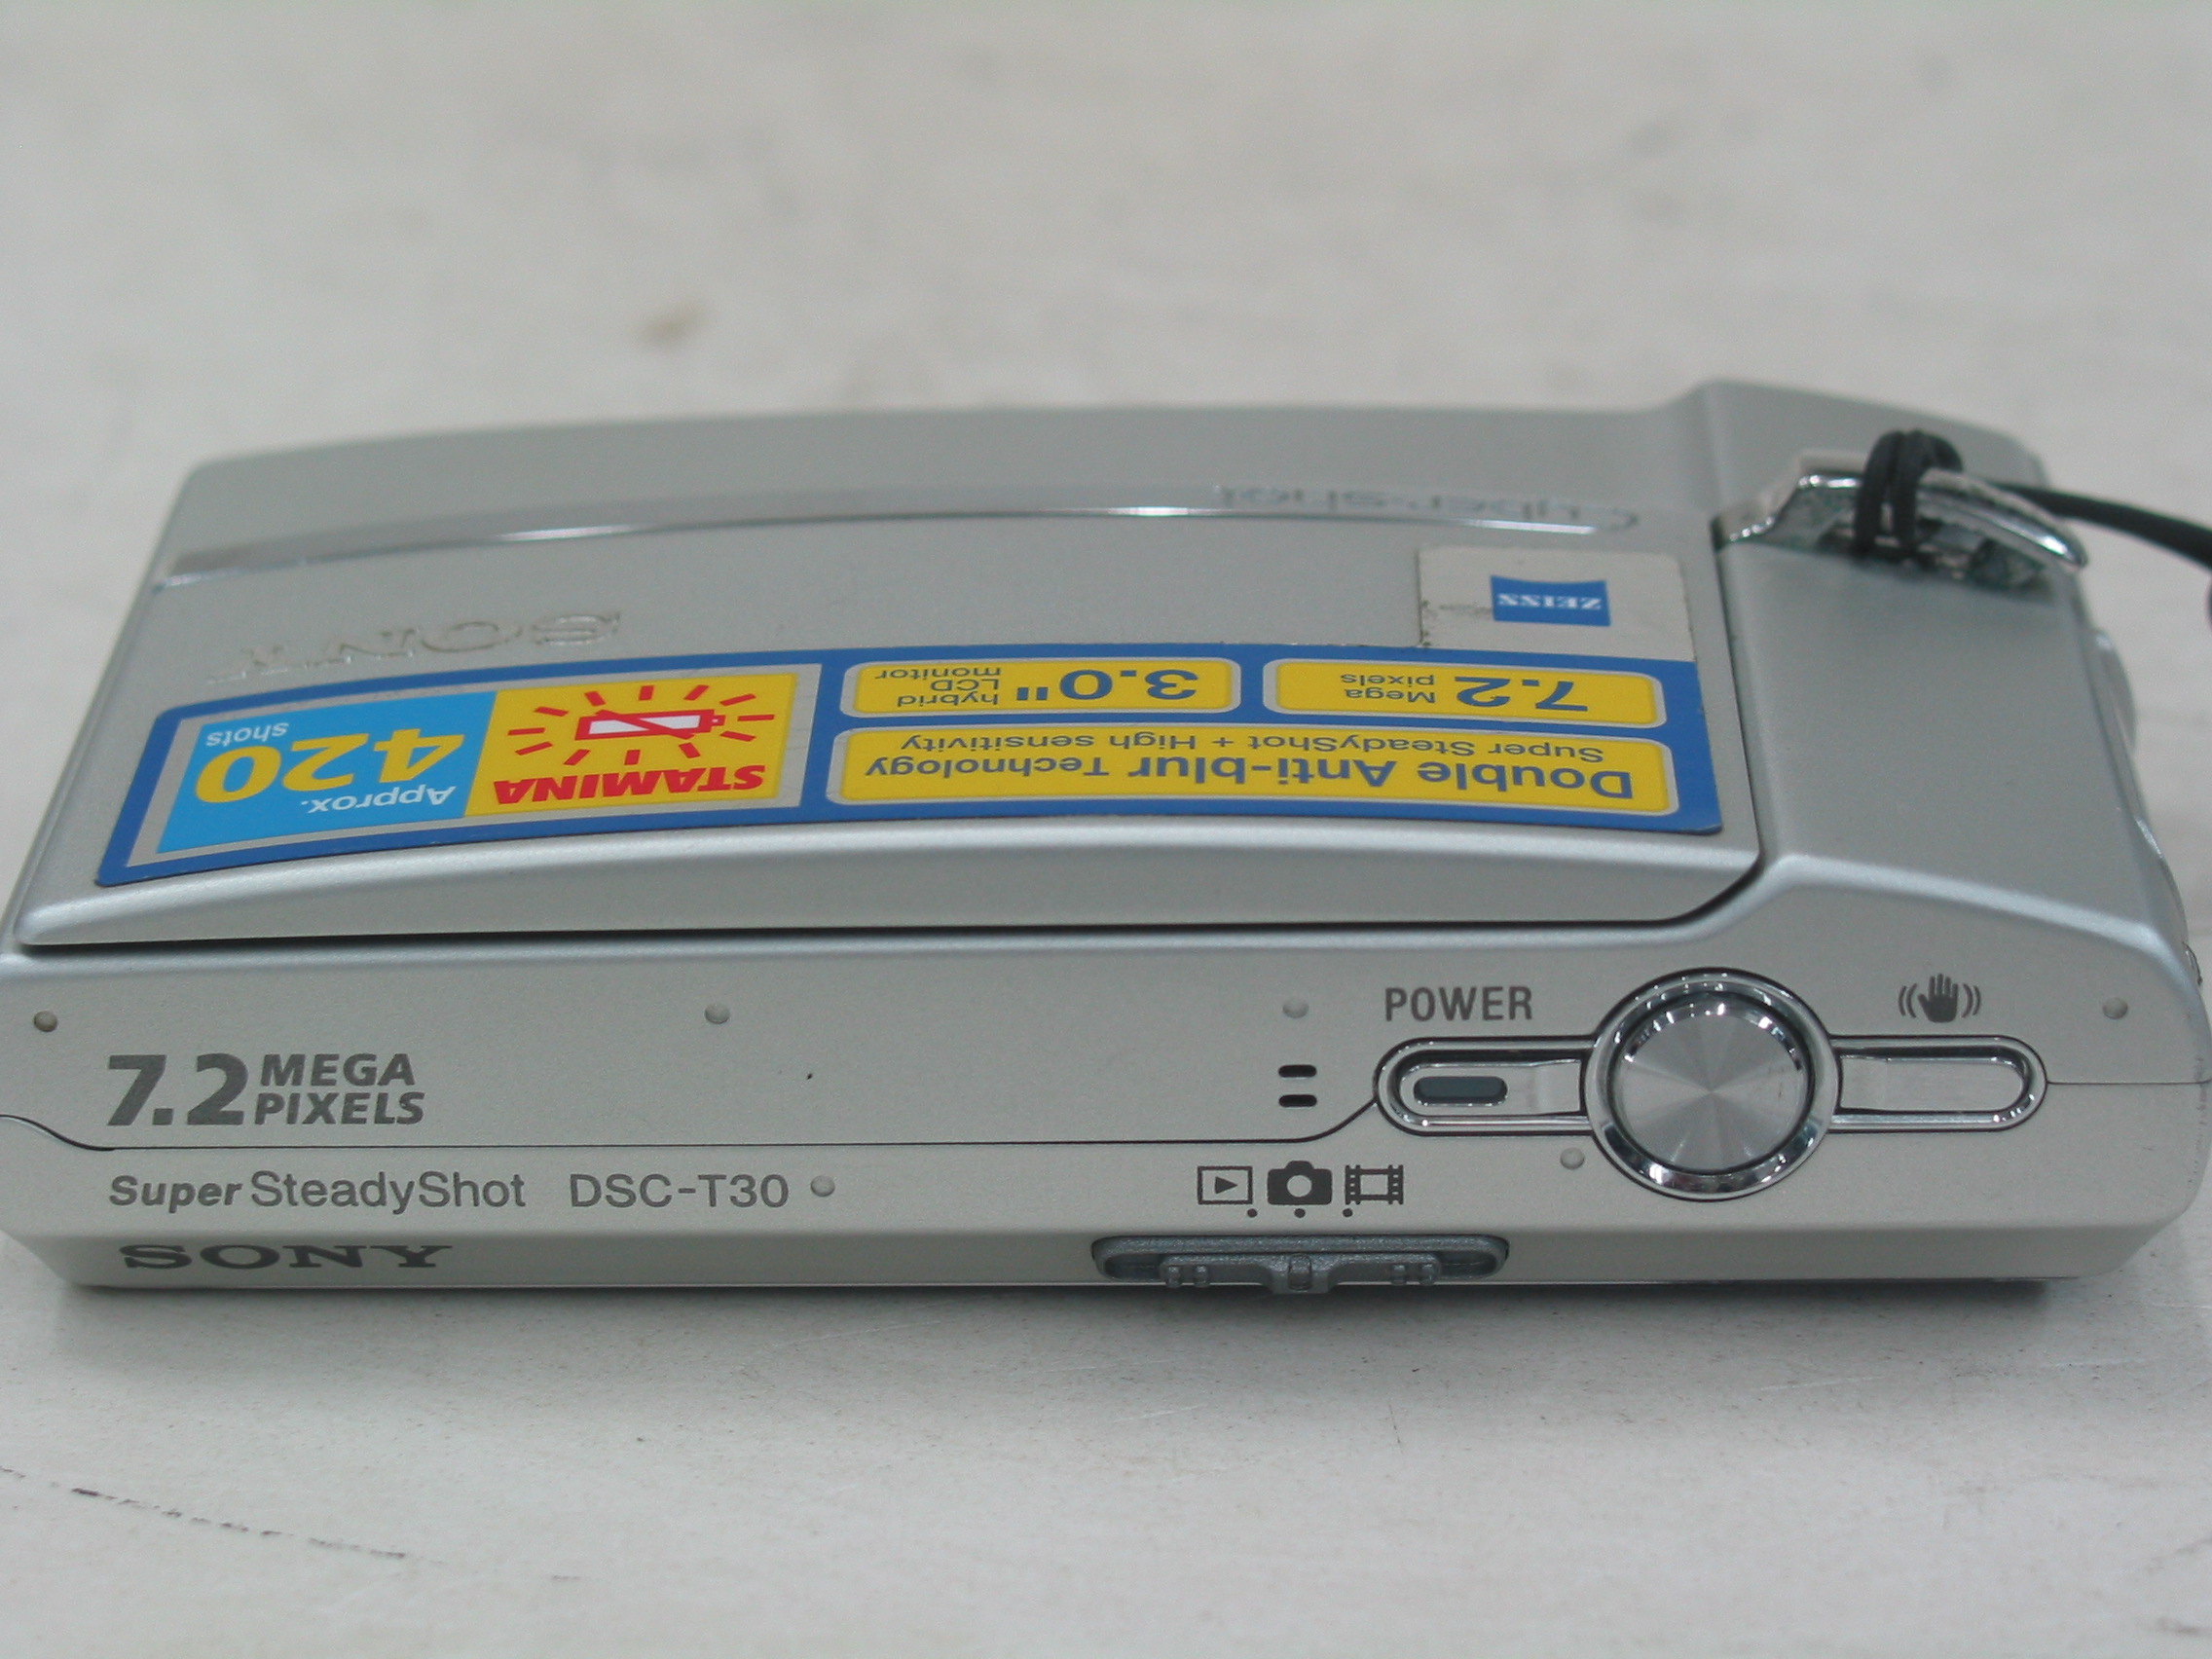 Cyber-shot
ZEISS
SONY
7.2 Mega pixels
3.0" hybrid LCD monitor
Double Anti-blur Technology
Super SteadyShot + High sensitivity
STAMINA
Approx.
420
shots
POWER
7.2 MEGA PIXELS
Super SteadyShot DSC-T30
SONY